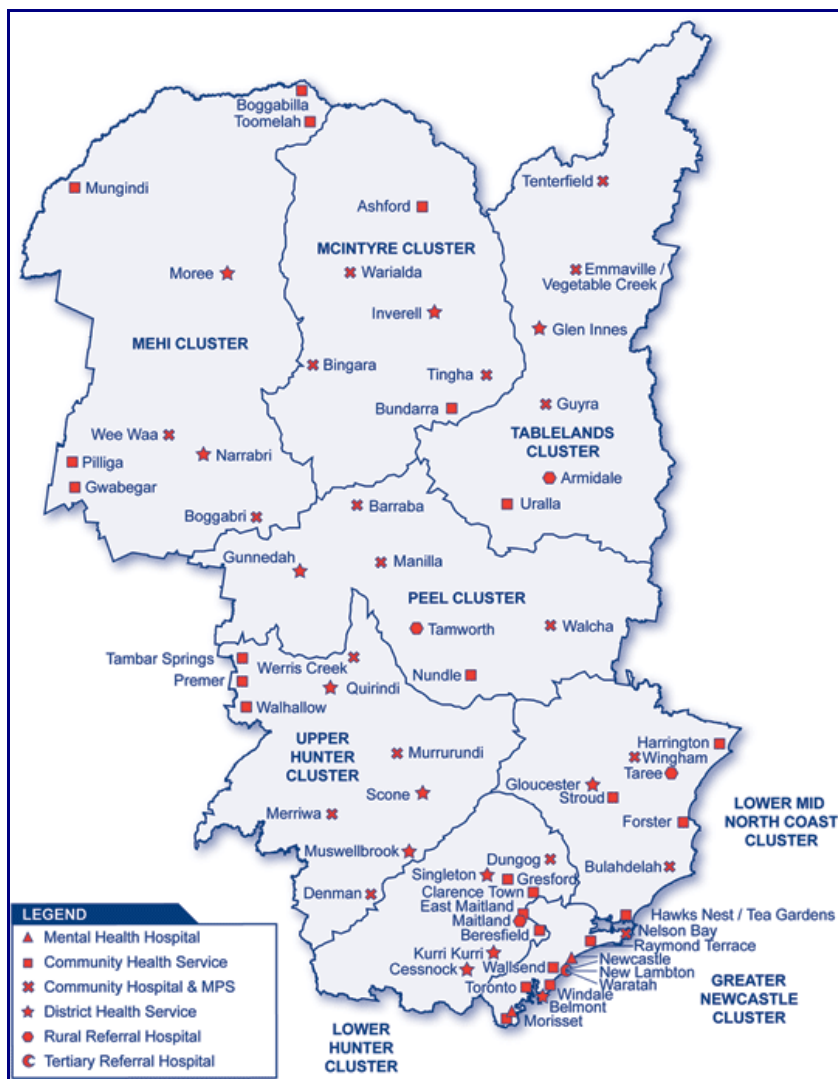 Boggabilla
Toomelah
Mungindi
Tenterfield
Ashford
MCINTYRE CLUSTER
Warialda
Moree
Emmaville /
Vegetable Creek
Inverell
Glen Innes
MEHI CLUSTER
Bingara
Tingha
Bundarra
Guyra
TABLELANDS
CLUSTER
Wee Waa
Narrabri
Pilliga
Gwabegar
Armidale
Uralla
Boggabri
Barraba
Gunnedah
Manilla
PEEL CLUSTER
Tamworth
Walcha
Tambar Springs
Werris Creek
Premer
Quirindi
Nundle
Walhallow
UPPER
HUNTER
CLUSTER
Murrurundi
Harrington
Wingham
Taree
Gloucester
Stroud
Scone
Merriwa
Forster
LOWER MID
NORTH COAST
CLUSTER
Muswellbrook
Dungog
Bulahdelah
Singleton
Gresford
Denman
Clarence Town
East Maitland
Maitland
Beresfield
Hawks Nest / Tea Gardens
Nelson Bay
Raymond Terrace
Kurri Kurri
Cessnock
Wallsend
Newcastle
New Lambton
Waratah
Toronto
Windale
Belmont
Morisset
GREATER
NEWCASTLE
CLUSTER
LOWER
HUNTER
CLUSTER
LEGEND
Mental Health Hospital
Community Health Service
Community Hospital & MPS
District Health Service
Rural Referral Hospital
Tertiary Referral Hospital